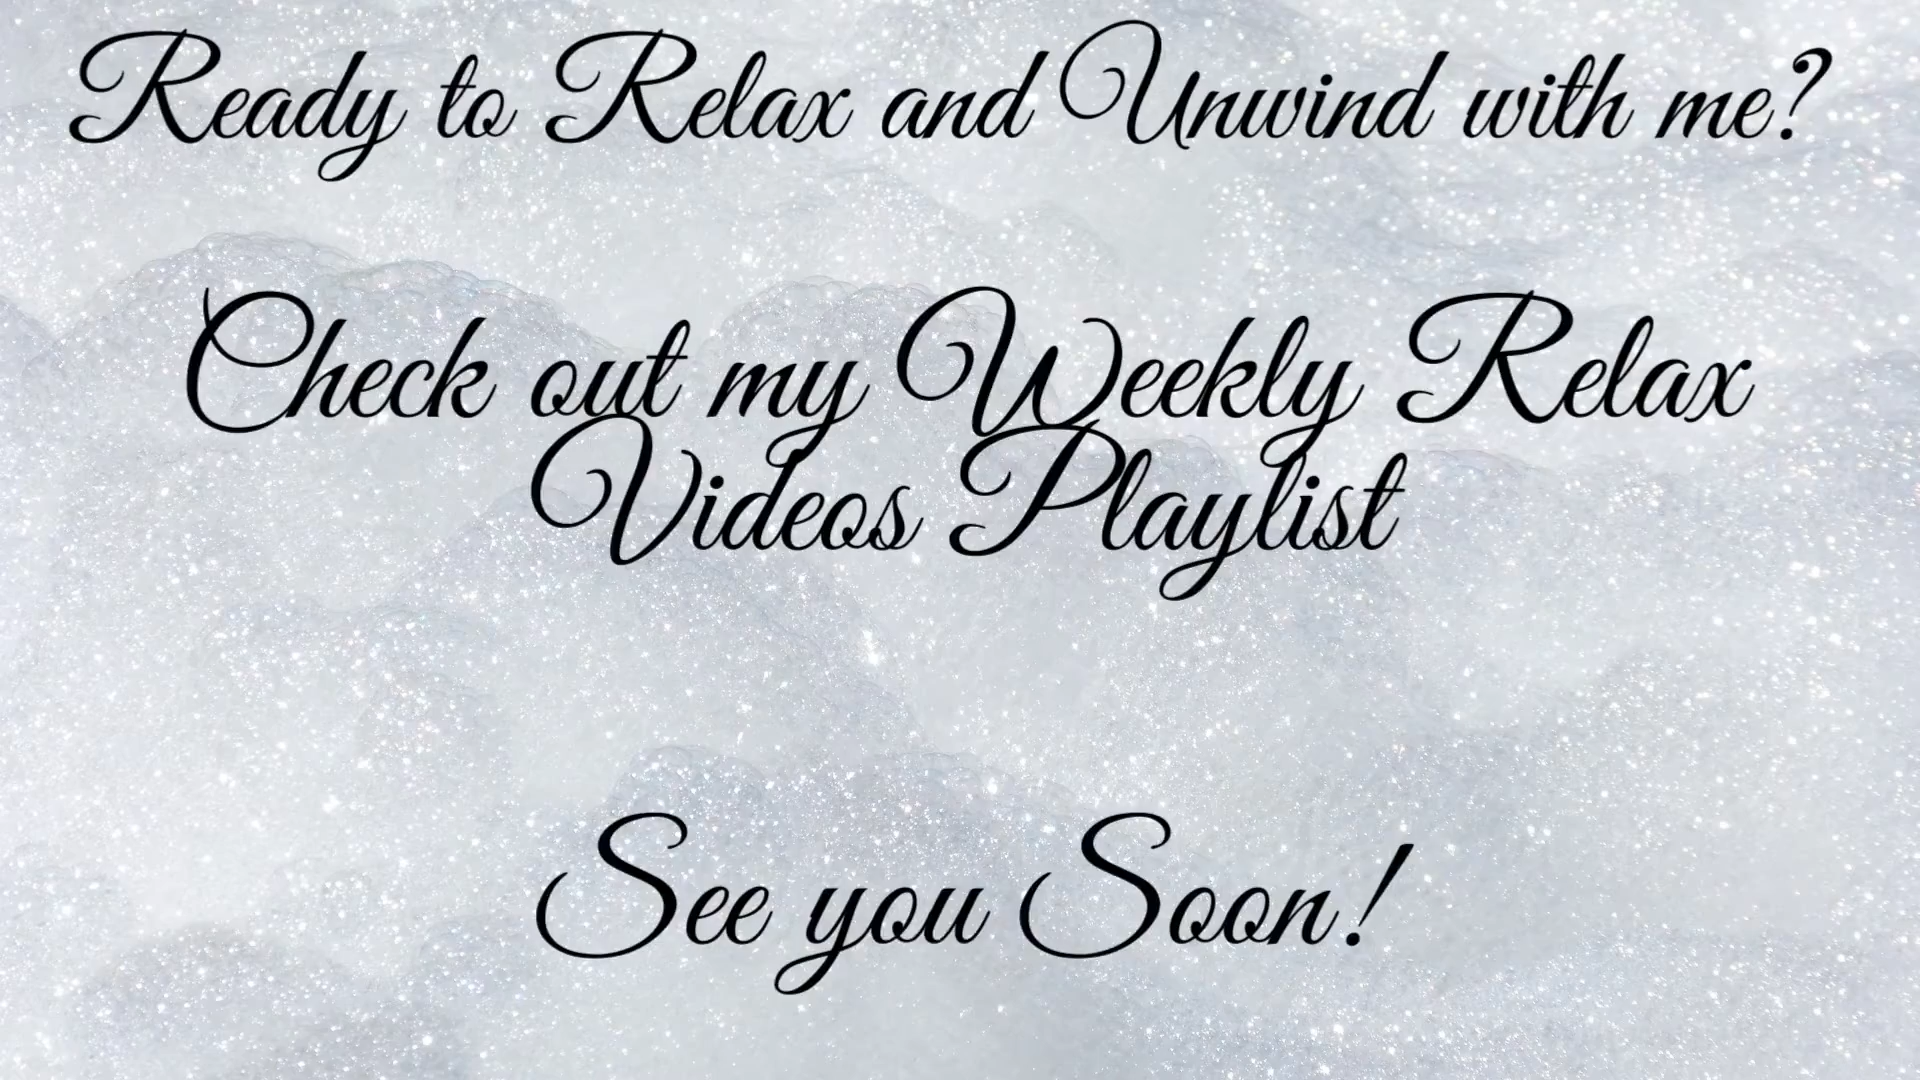 Ready to Relax and Unwind with me?
Check out my Weekly Relax
Videos Playlist
See you Soon!